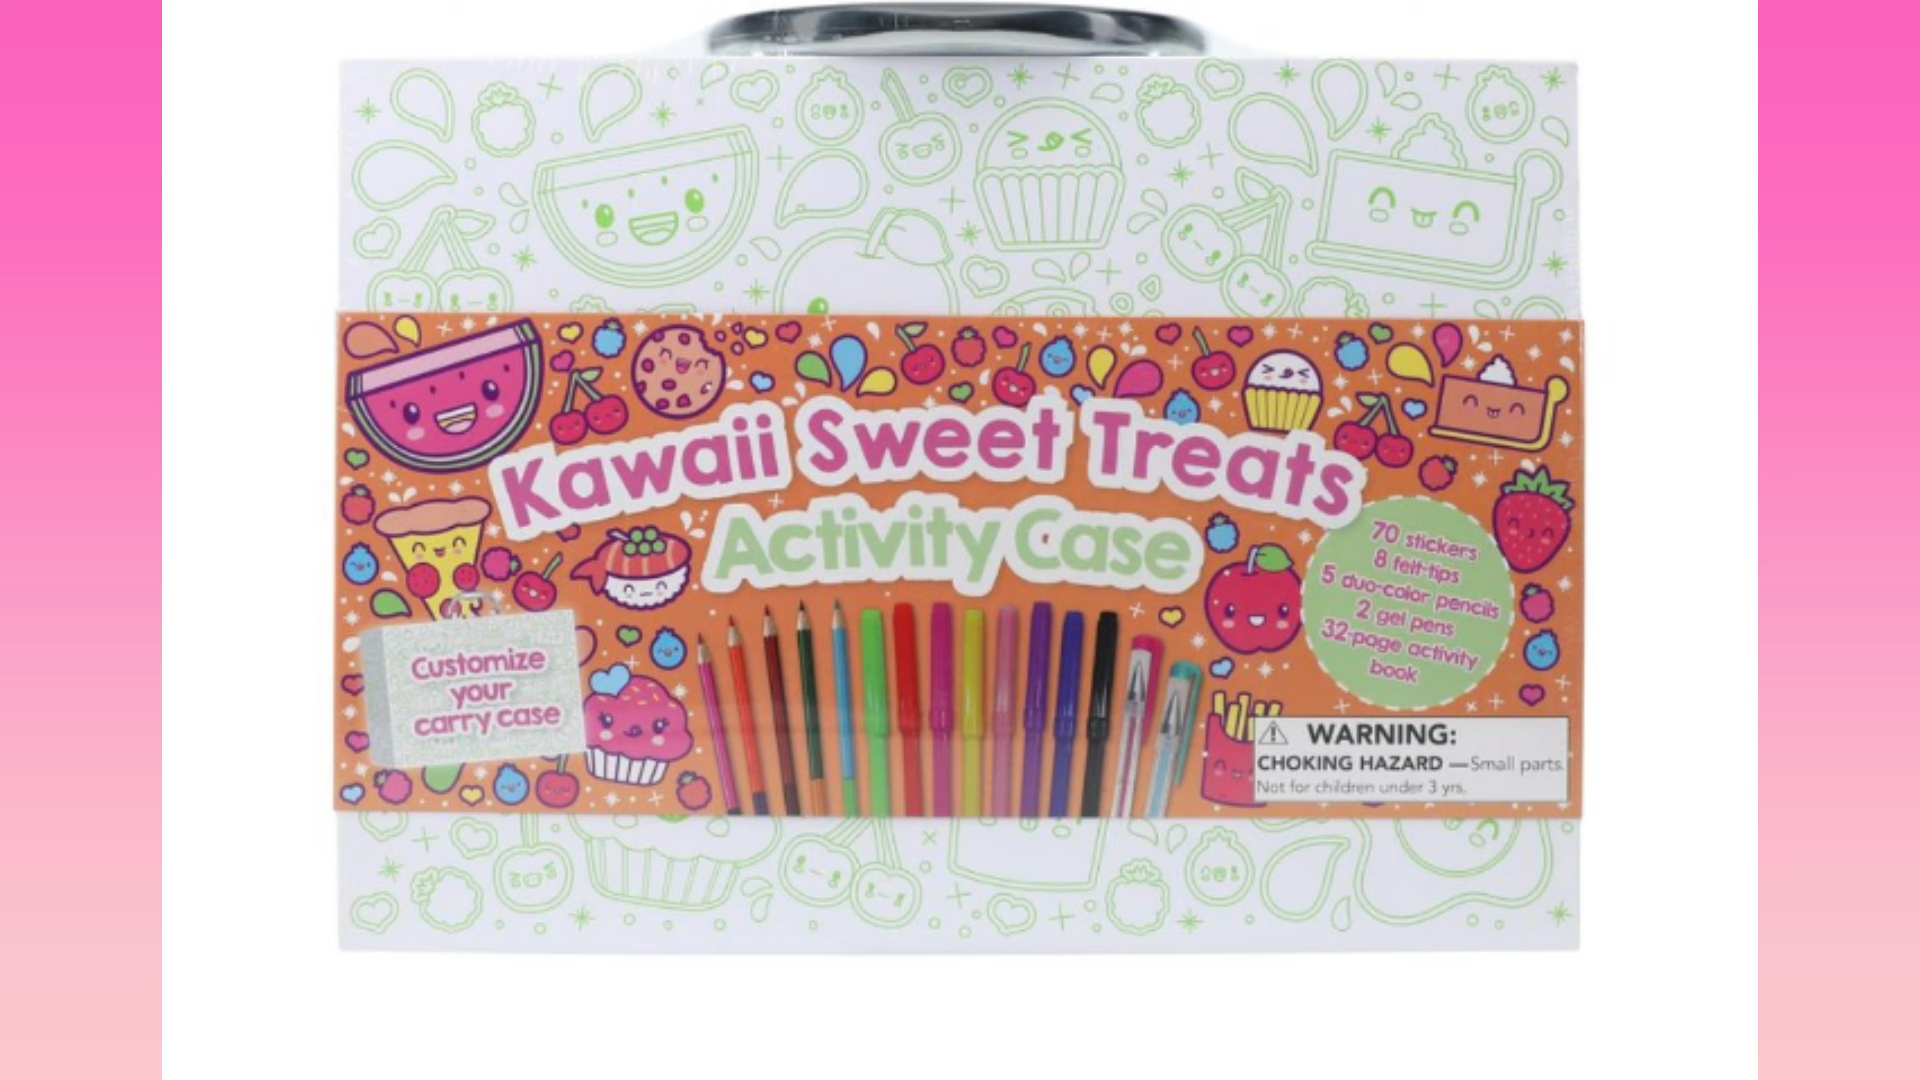 Kawaii Sweet Treats
Activity Case
70 stickers
8 felt-tips
5 duo-color pencils
2 gel pens
32-page activity
book
Customize
your
carry case
WARNING:
CHOKING HAZARD —Small parts.
Not for children under 3 yrs.